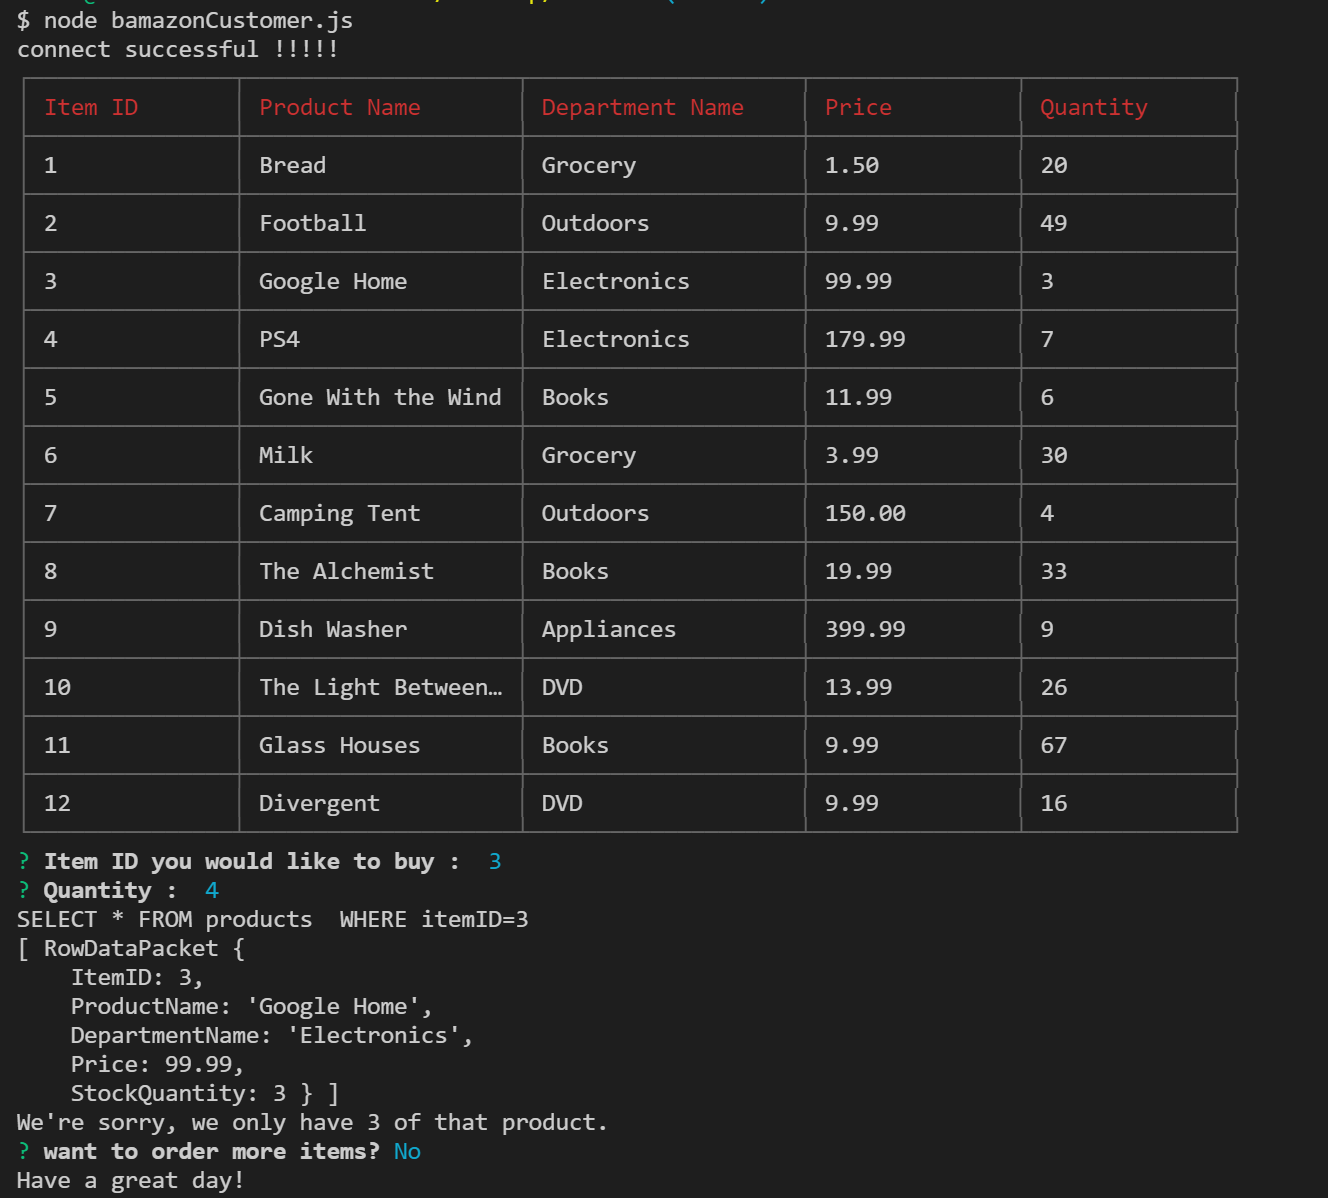 $ node bamazonCustomer.js
connect successful !!!!!
Item ID Product Name Department Name Price Quantity
1 Bread Grocery 1.50 20
2 Football Outdoors 9.99 49
3 Google Home Electronics 99.99 3
4 PS4 Electronics 179.99 7
5 Gone With the Wind Books 11.99 6
6 Milk Grocery 3.99 30
7 Camping Tent Outdoors 150.00 4
8 The Alchemist Books 19.99 33
9 Dish Washer Appliances 399.99 9
10 The Light Between… DVD 13.99 26
11 Glass Houses Books 9.99 67
12 Divergent DVD 9.99 16
? Item ID you would like to buy :  3
? Quantity :  4
SELECT * FROM products  WHERE itemID=3
[ RowDataPacket {
    ItemID: 3,
    ProductName: 'Google Home',
    DepartmentName: 'Electronics',
    Price: 99.99,
    StockQuantity: 3 } ]
We're sorry, we only have 3 of that product.
? want to order more items? No
Have a great day!